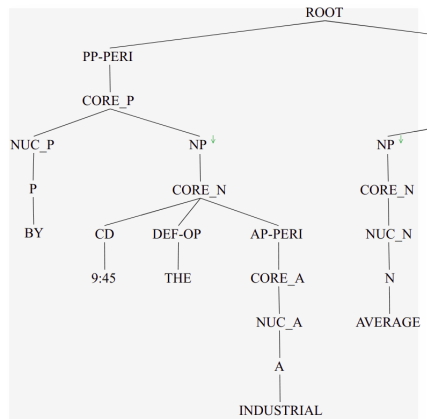 ROOT
PP-PERI
CORE_P
NUC_P NP↓ NP↓
P CORE_N CORE_N
BY CD DEF-OP AP-PERI NUC_N
9:45 THE CORE_A N
NUC_A AVERAGE
A
INDUSTRIAL